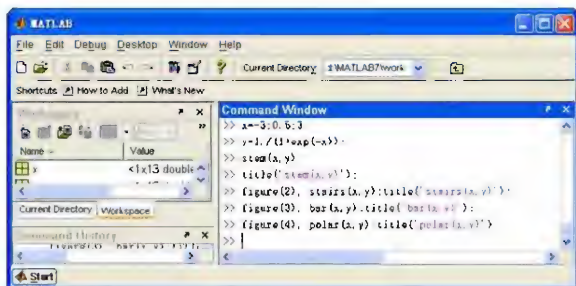 MATLAB
File Edit Debug Desktop Window Help
Current Directory:
Shortcuts How to Add What's New
Command Window
>> x=-3:0.5:3
>> y=1./(1+exp(-x));
>> stem(x,y)
>> title('stem(x,y)');
>> figure(2), stairs(x,y);title('stairs(x,y)');
>> figure(3), bar(x,y);title('bar(x,y)');
>> figure(4), polar(x,y) title('polar(x,y)')
>>
Name Value
<1x13 double
Current Directory Workspace
Command History
Start